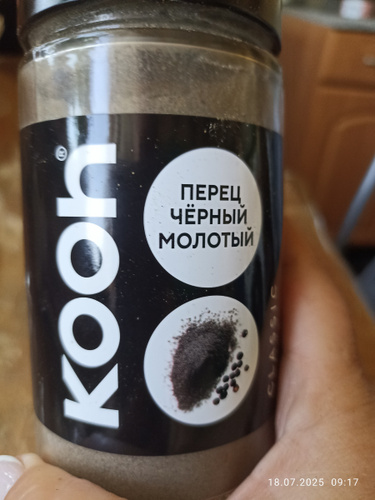 kooh®
ПЕРЕЦ
ЧЁРНЫЙ
МОЛОТЫЙ
CLASSIC
18.07.2025 09:17